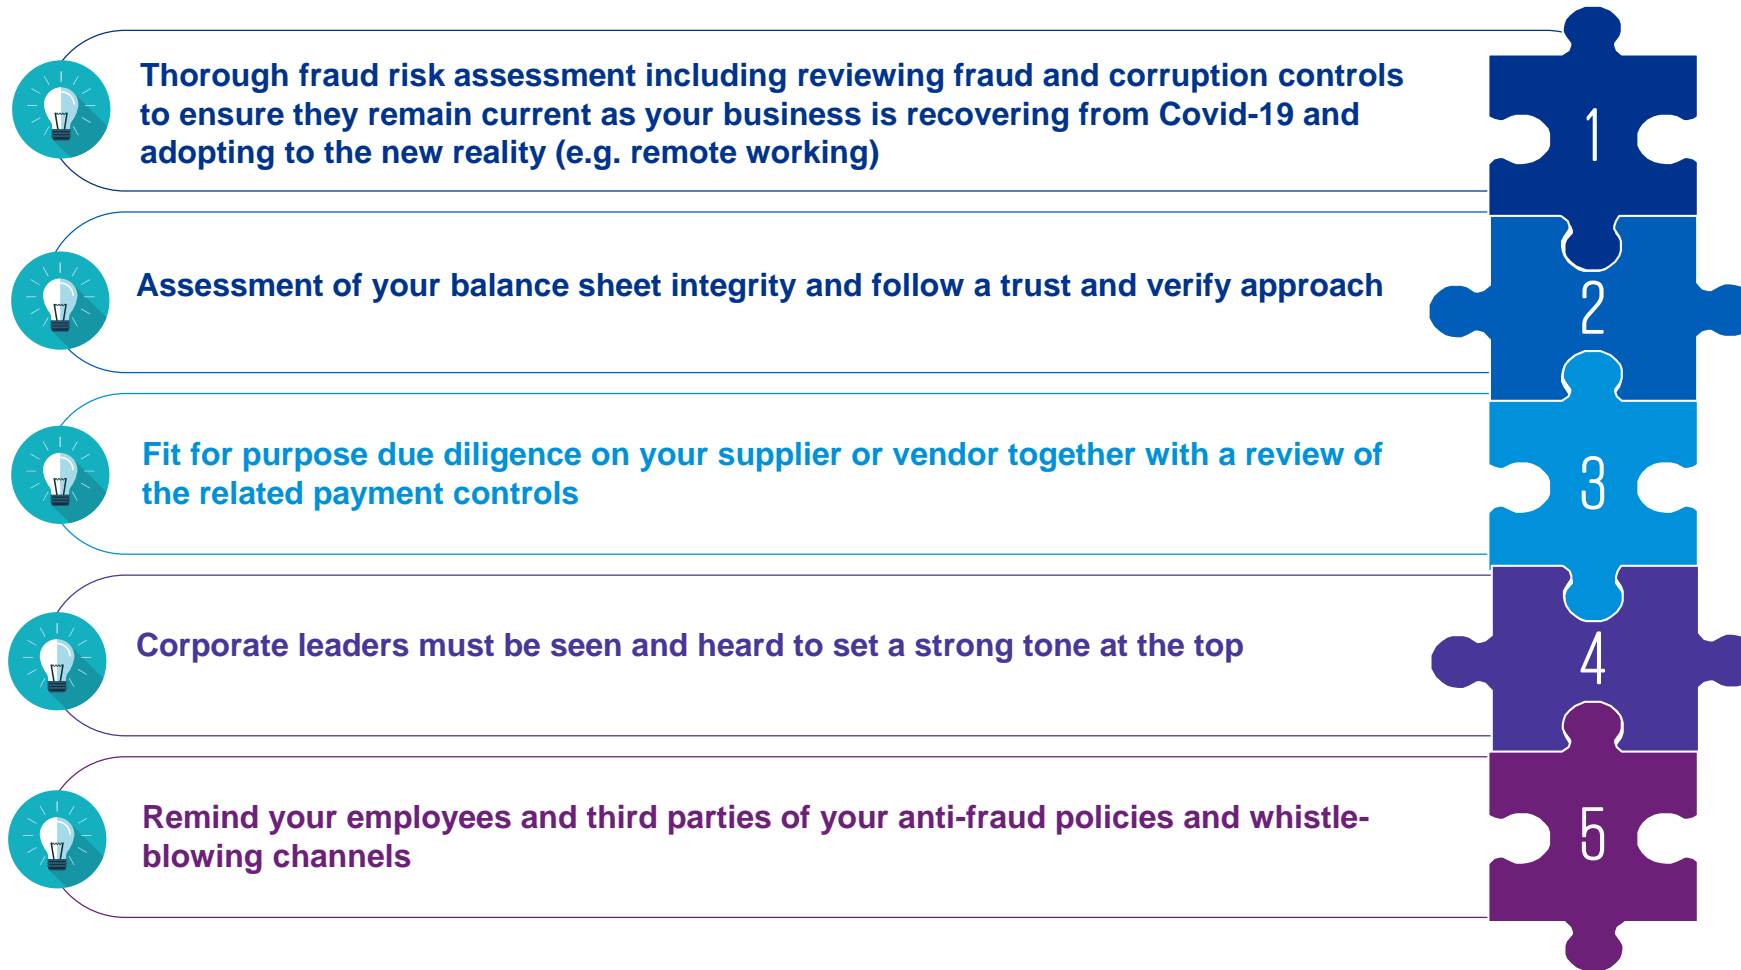 Thorough fraud risk assessment including reviewing fraud and corruption controls
to ensure they remain current as your business is recovering from Covid-19 and
adopting to the new reality (e.g. remote working)
1
Assessment of your balance sheet integrity and follow a trust and verify approach
2
Fit for purpose due diligence on your supplier or vendor together with a review of
the related payment controls
3
Corporate leaders must be seen and heard to set a strong tone at the top
4
Remind your employees and third parties of your anti-fraud policies and whistle-
blowing channels
5